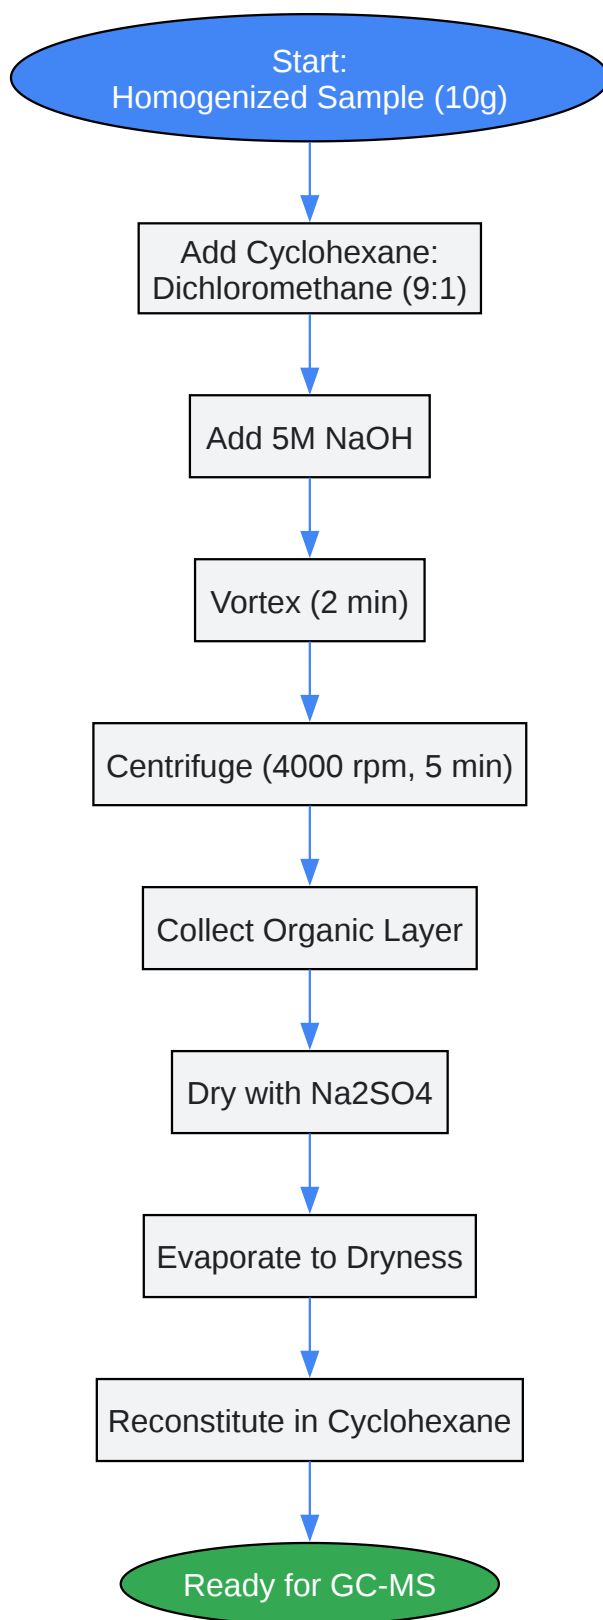 Start:
Homogenized Sample (10g)
Add Cyclohexane:
Dichloromethane (9:1)
Add 5M NaOH
Vortex (2 min)
Centrifuge (4000 rpm, 5 min)
Collect Organic Layer
Dry with Na2SO4
Evaporate to Dryness
Reconstitute in Cyclohexane
Ready for GC-MS